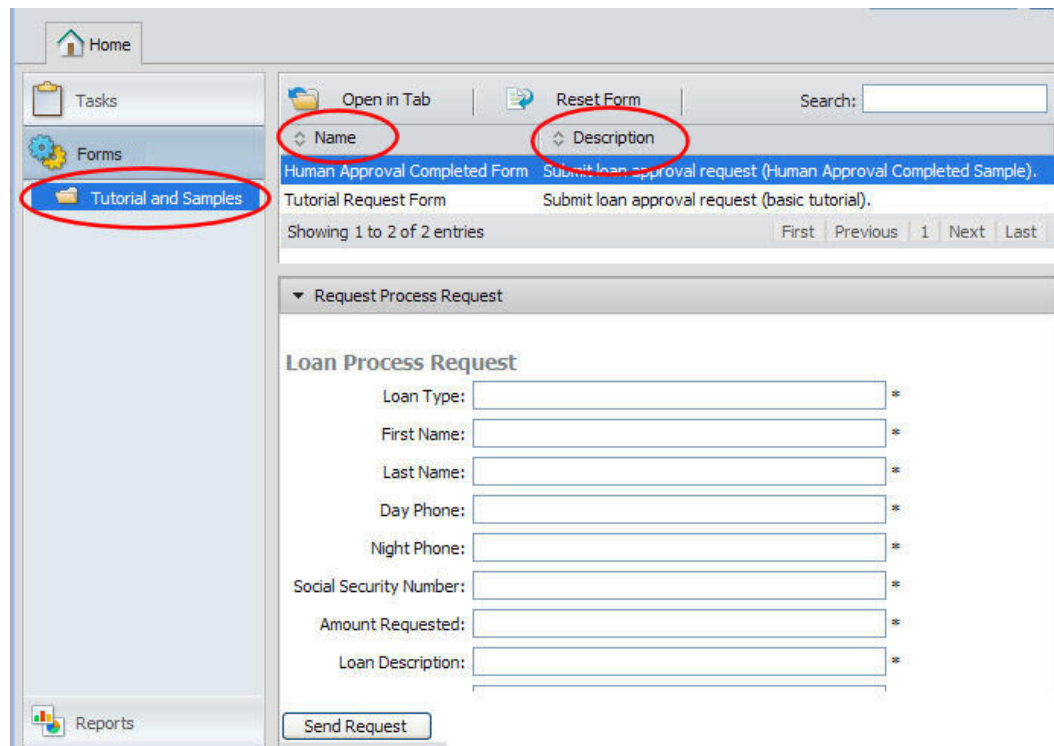 Home
Tasks
Forms
Tutorial and Samples
Reports
Open in Tab | Reset Form | Search:
Name Description
Human Approval Completed Form Submit loan approval request (Human Approval Completed Sample).
Tutorial Request Form Submit loan approval request (basic tutorial).
Showing 1 to 2 of 2 entries First Previous 1 Next Last
Request Process Request
Loan Process Request
Loan Type: *
First Name: *
Last Name: *
Day Phone: *
Night Phone: *
Social Security Number: *
Amount Requested: *
Loan Description: *
Send Request